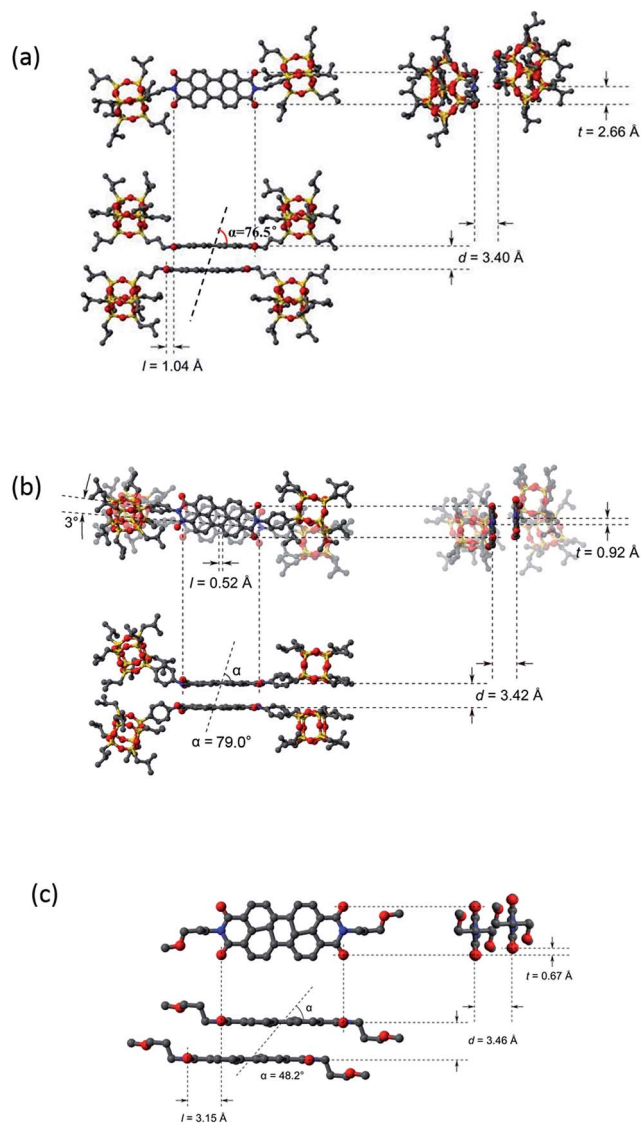 (a)
t = 2.66 Å
α=76.5°
d = 3.40 Å
l = 1.04 Å
(b)
3°
t = 0.92 Å
l = 0.52 Å
α
d = 3.42 Å
α = 79.0°
(c)
t = 0.67 Å
α
d = 3.46 Å
α = 48.2°
l = 3.15 Å